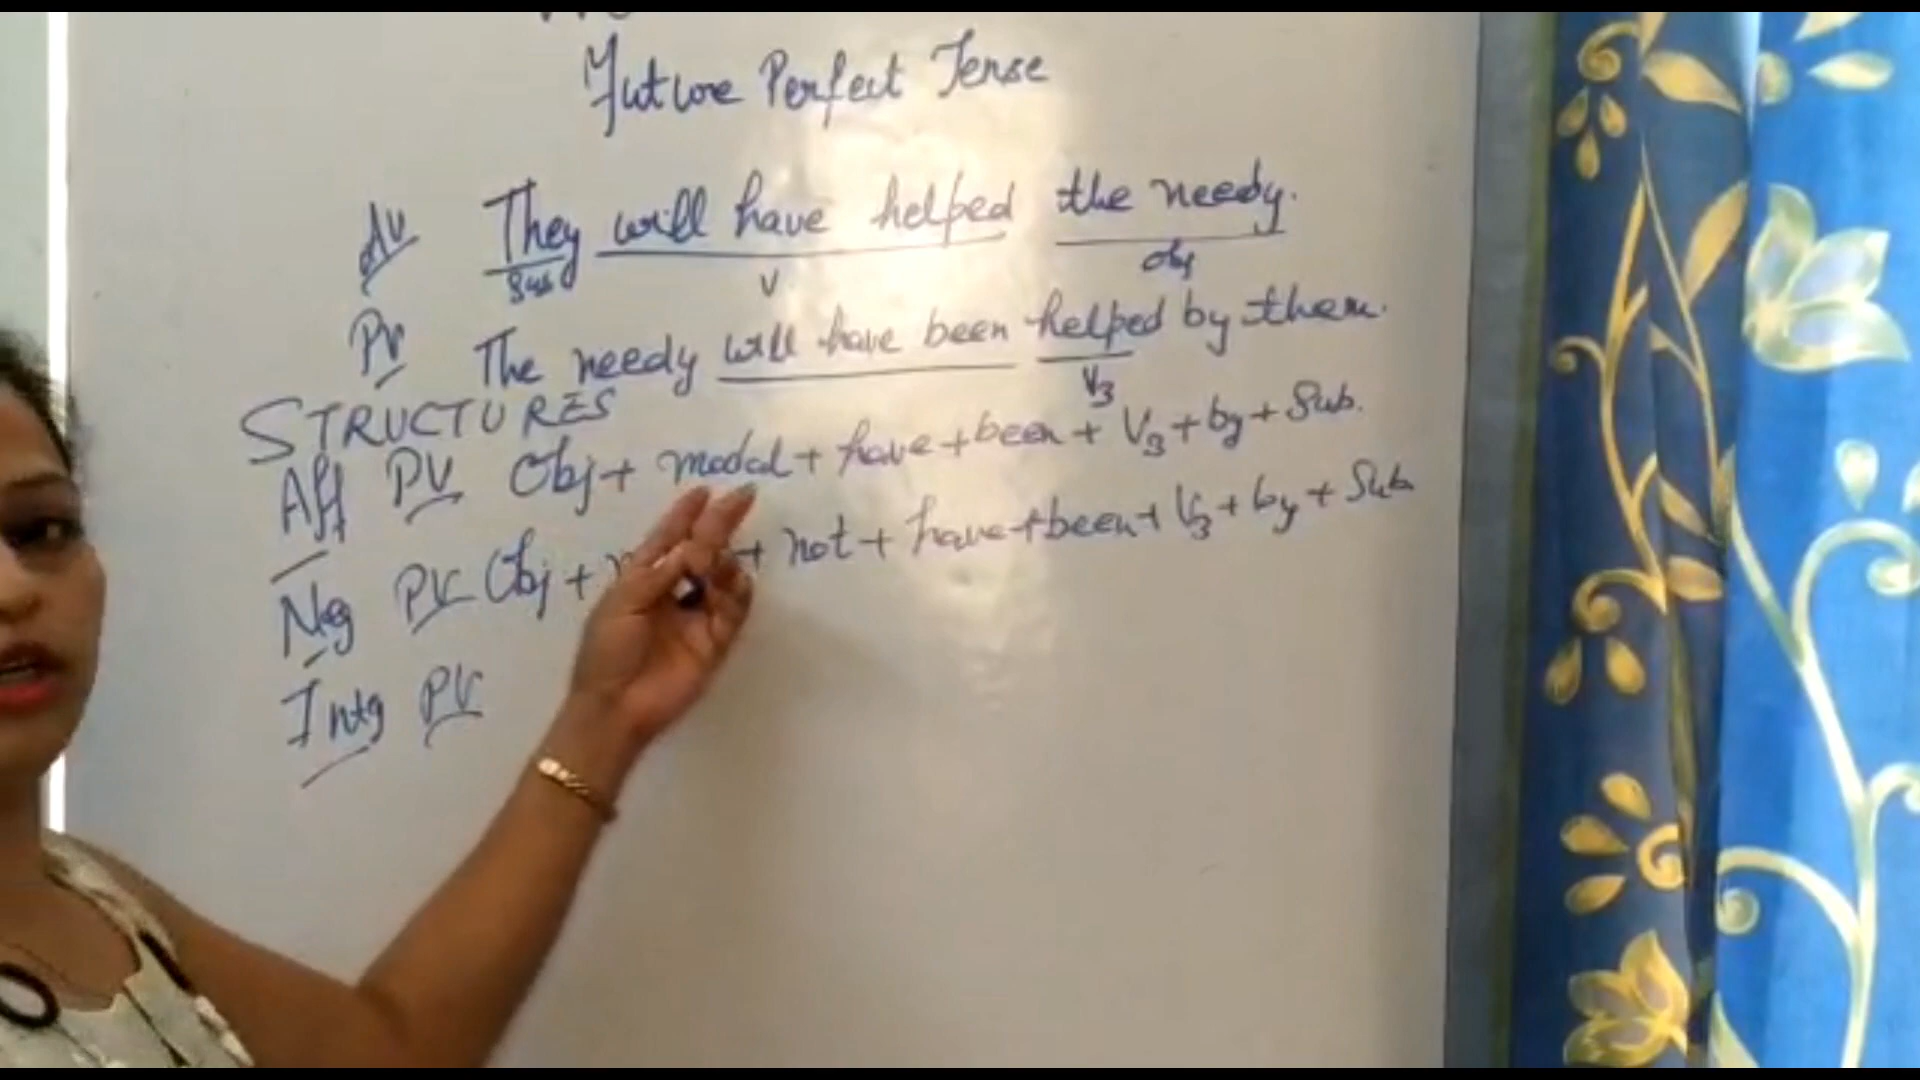 Future Perfect Tense
AV They will have helped the needy.
Sub V Obj
PV The needy will have been helped by them.
V3
STRUCTURES
Aff PV Obj + modal + have + been + V3 + by + Sub.
Neg PV Obj + + not + have + been + V3 + by + Sub
Intg PV